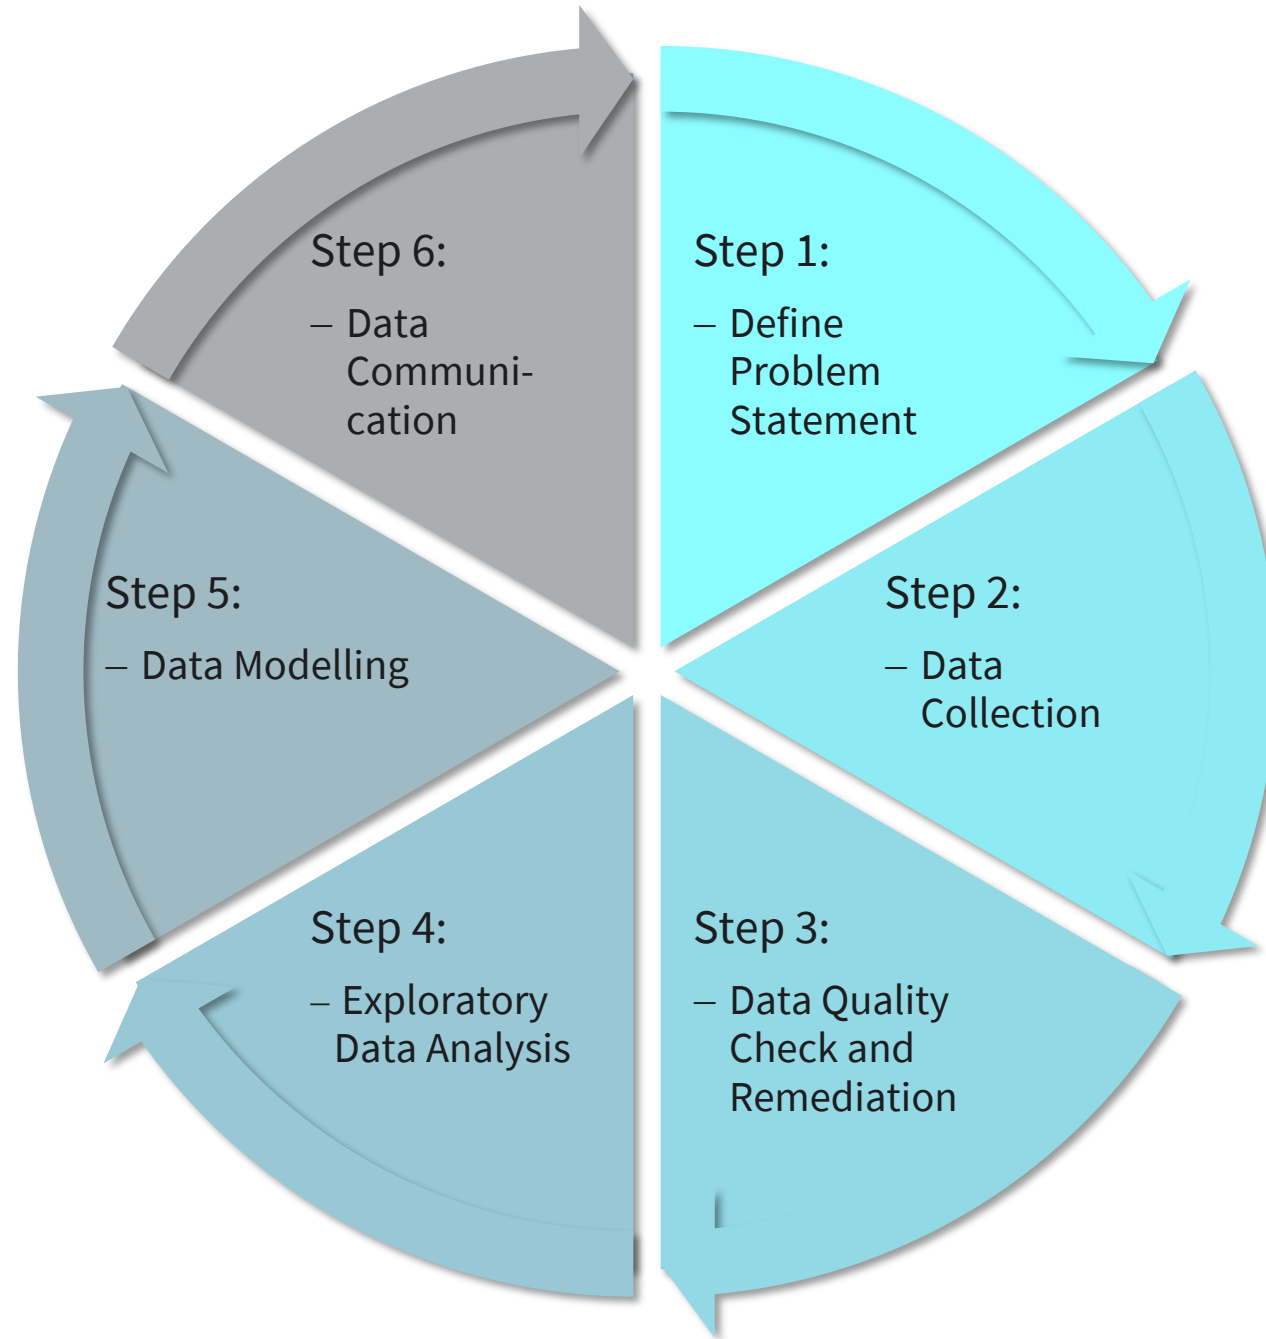 Step 1:
– Define
Problem
Statement
Step 2:
– Data
Collection
Step 3:
– Data Quality
Check and
Remediation
Step 4:
– Exploratory
Data Analysis
Step 5:
– Data Modelling
Step 6:
– Data
Communi-
cation